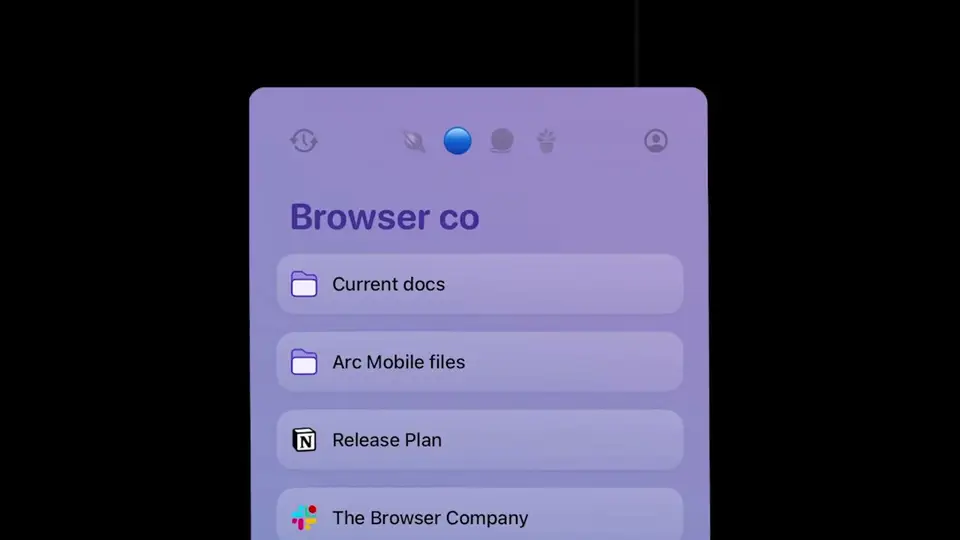 Browser co
Current docs
Arc Mobile files
Release Plan
The Browser Company